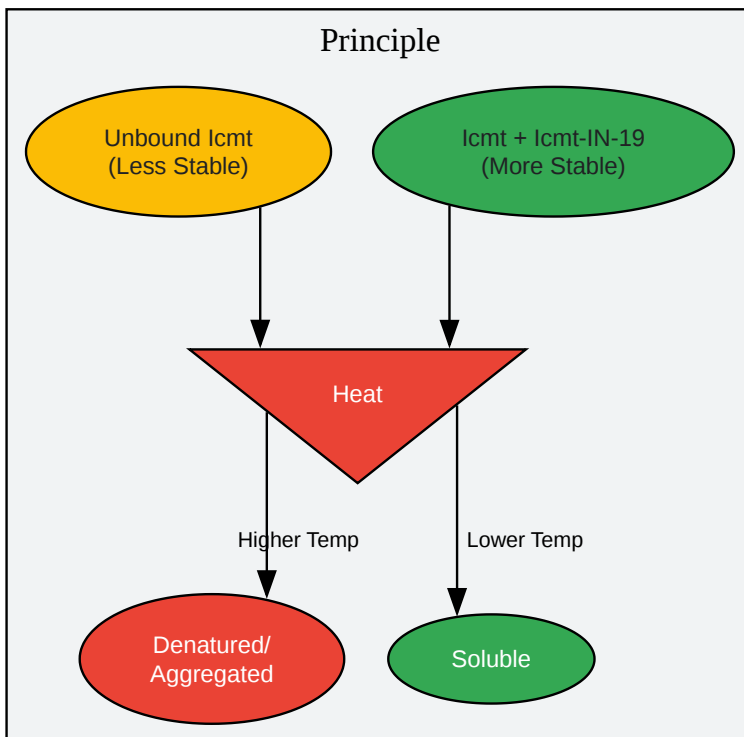 Principle
Unbound Icmt
(Less Stable)
Icmt + Icmt-IN-19
(More Stable)
Heat
Higher Temp
Lower Temp
Denatured/
Aggregated
Soluble